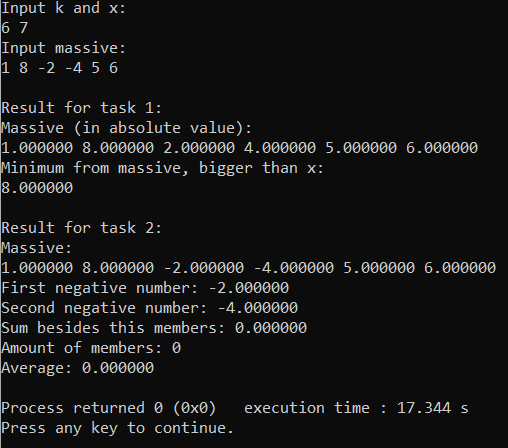 Input k and x:
6 7
Input massive:
1 8 -2 -4 5 6
Result for task 1:
Massive (in absolute value):
1.000000 8.000000 2.000000 4.000000 5.000000 6.000000
Minimum from massive, bigger than x:
8.000000
Result for task 2:
Massive:
1.000000 8.000000 -2.000000 -4.000000 5.000000 6.000000
First negative number: -2.000000
Second negative number: -4.000000
Sum besides this members: 0.000000
Amount of members: 0
Average: 0.000000
Process returned 0 (0x0)   execution time : 17.344 s
Press any key to continue.